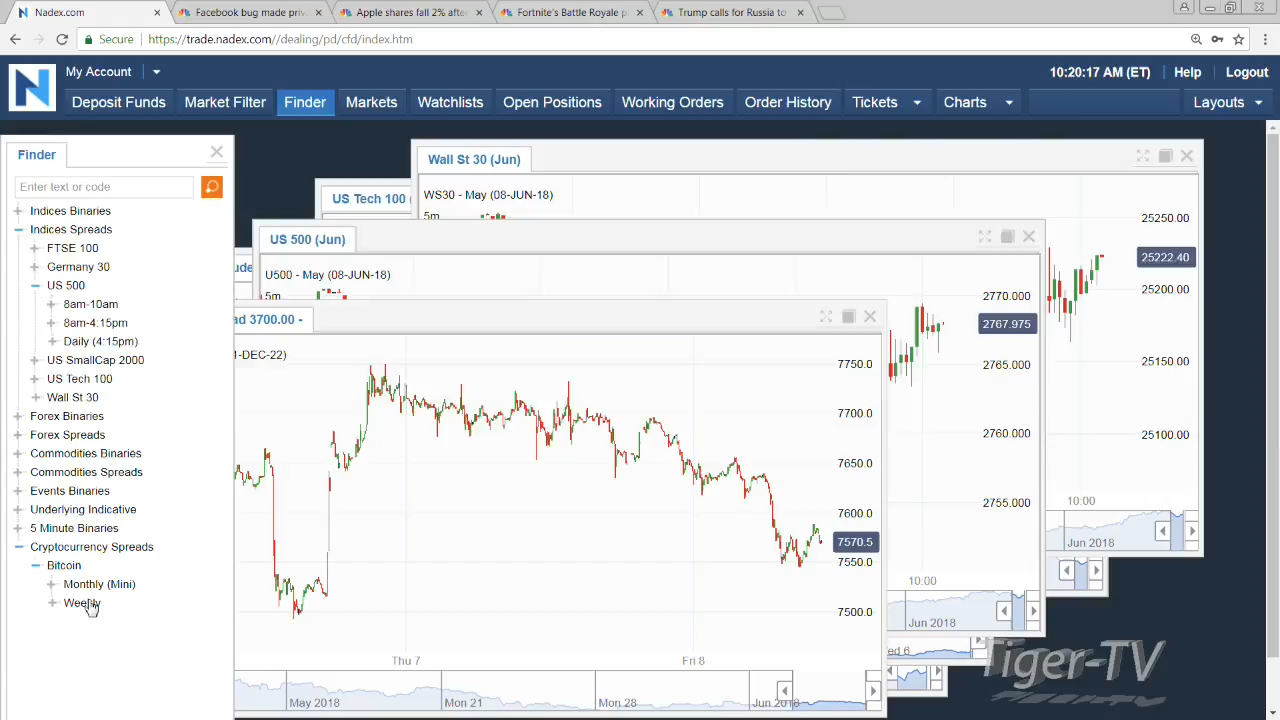 Nadex.com
Facebook bug made priv
Apple shares fall 2% after
Fortnite's Battle Royale p
Trump calls for Russia to
Secure https://trade.nadex.com//dealing/pd/cfd/index.htm
My Account
10:20:17 AM (ET) Help Logout
Deposit Funds Market Filter Finder Markets Watchlists Open Positions Working Orders Order History Tickets Charts Layouts
Finder
Enter text or code
Indices Binaries
Indices Spreads
FTSE 100
Germany 30
US 500
8am-10am
8am-4:15pm
Daily (4:15pm)
US SmallCap 2000
US Tech 100
Wall St 30
Forex Binaries
Forex Spreads
Commodities Binaries
Commodities Spreads
Events Binaries
Underlying Indicative
5 Minute Binaries
Cryptocurrency Spreads
Bitcoin
Monthly (Mini)
Weekly
Wall St 30 (Jun)
WS30 - May (08-JUN-18)
5m
25250.00
25222.40
25200.00
25150.00
25100.00
10:00
Jun 2018
US Tech 100 (
US 500 (Jun)
U500 - May (08-JUN-18)
5m
2770.000
2767.975
2765.000
2760.000
2755.000
10:00
Jun 2018
ude
ad 3700.00 -
1-DEC-22)
7750.0
7700.0
7650.0
7600.0
7570.5
7550.0
7500.0
Thu 7 Fri 8
May 2018 Mon 21 Mon 28 Jun 2018
ed 6
Tiger-TV